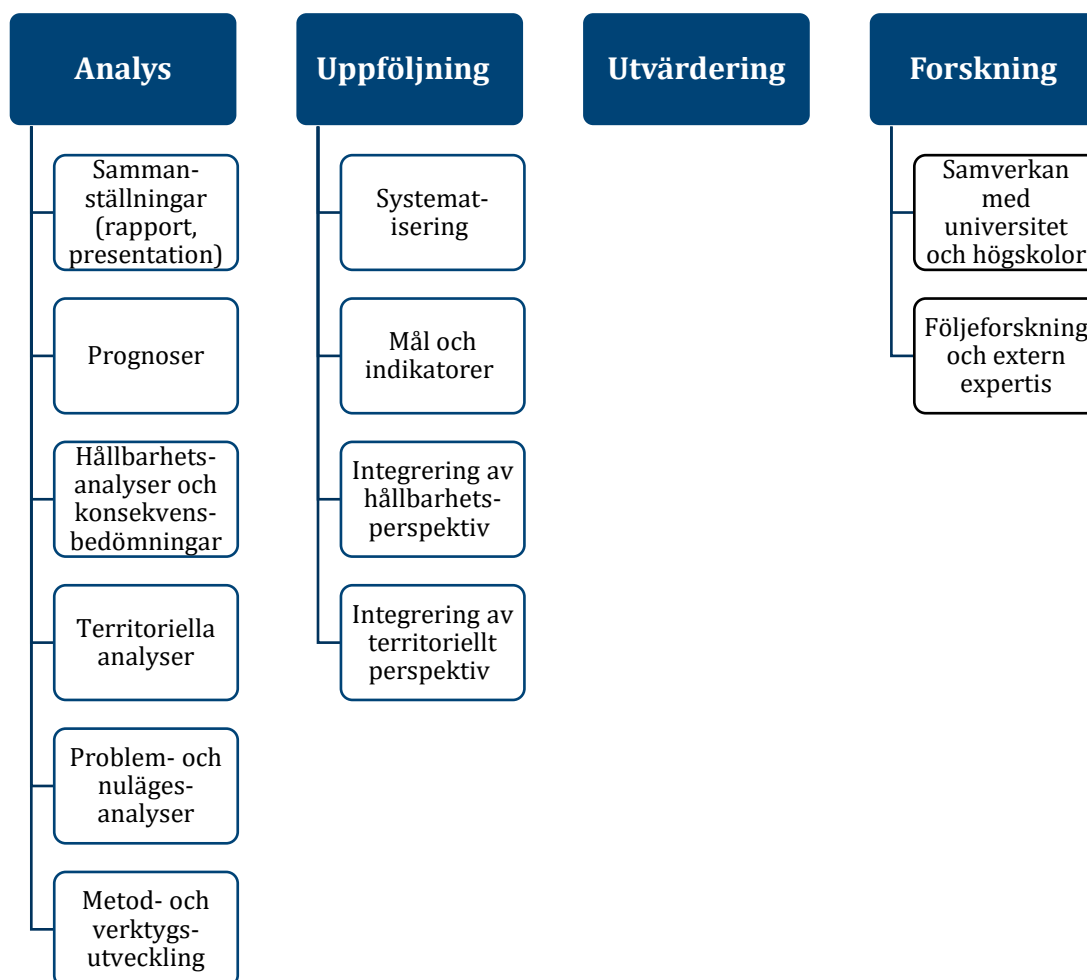 Analys
Samman-
ställningar
(rapport,
presentation)
Prognoser
Hållbarhets-
analyser och
konsekvens-
bedömningar
Territoriella
analyser
Problem- och
nuläges-
analyser
Metod- och
verktygs-
utveckling
Uppföljning
Systemat-
isering
Mål och
indikatorer
Integrering av
hållbarhets-
perspektiv
Integrering av
territoriellt
perspektiv
Utvärdering
Forskning
Samverkan
med
universitet
och högskolor
Följeforskning
och extern
expertis